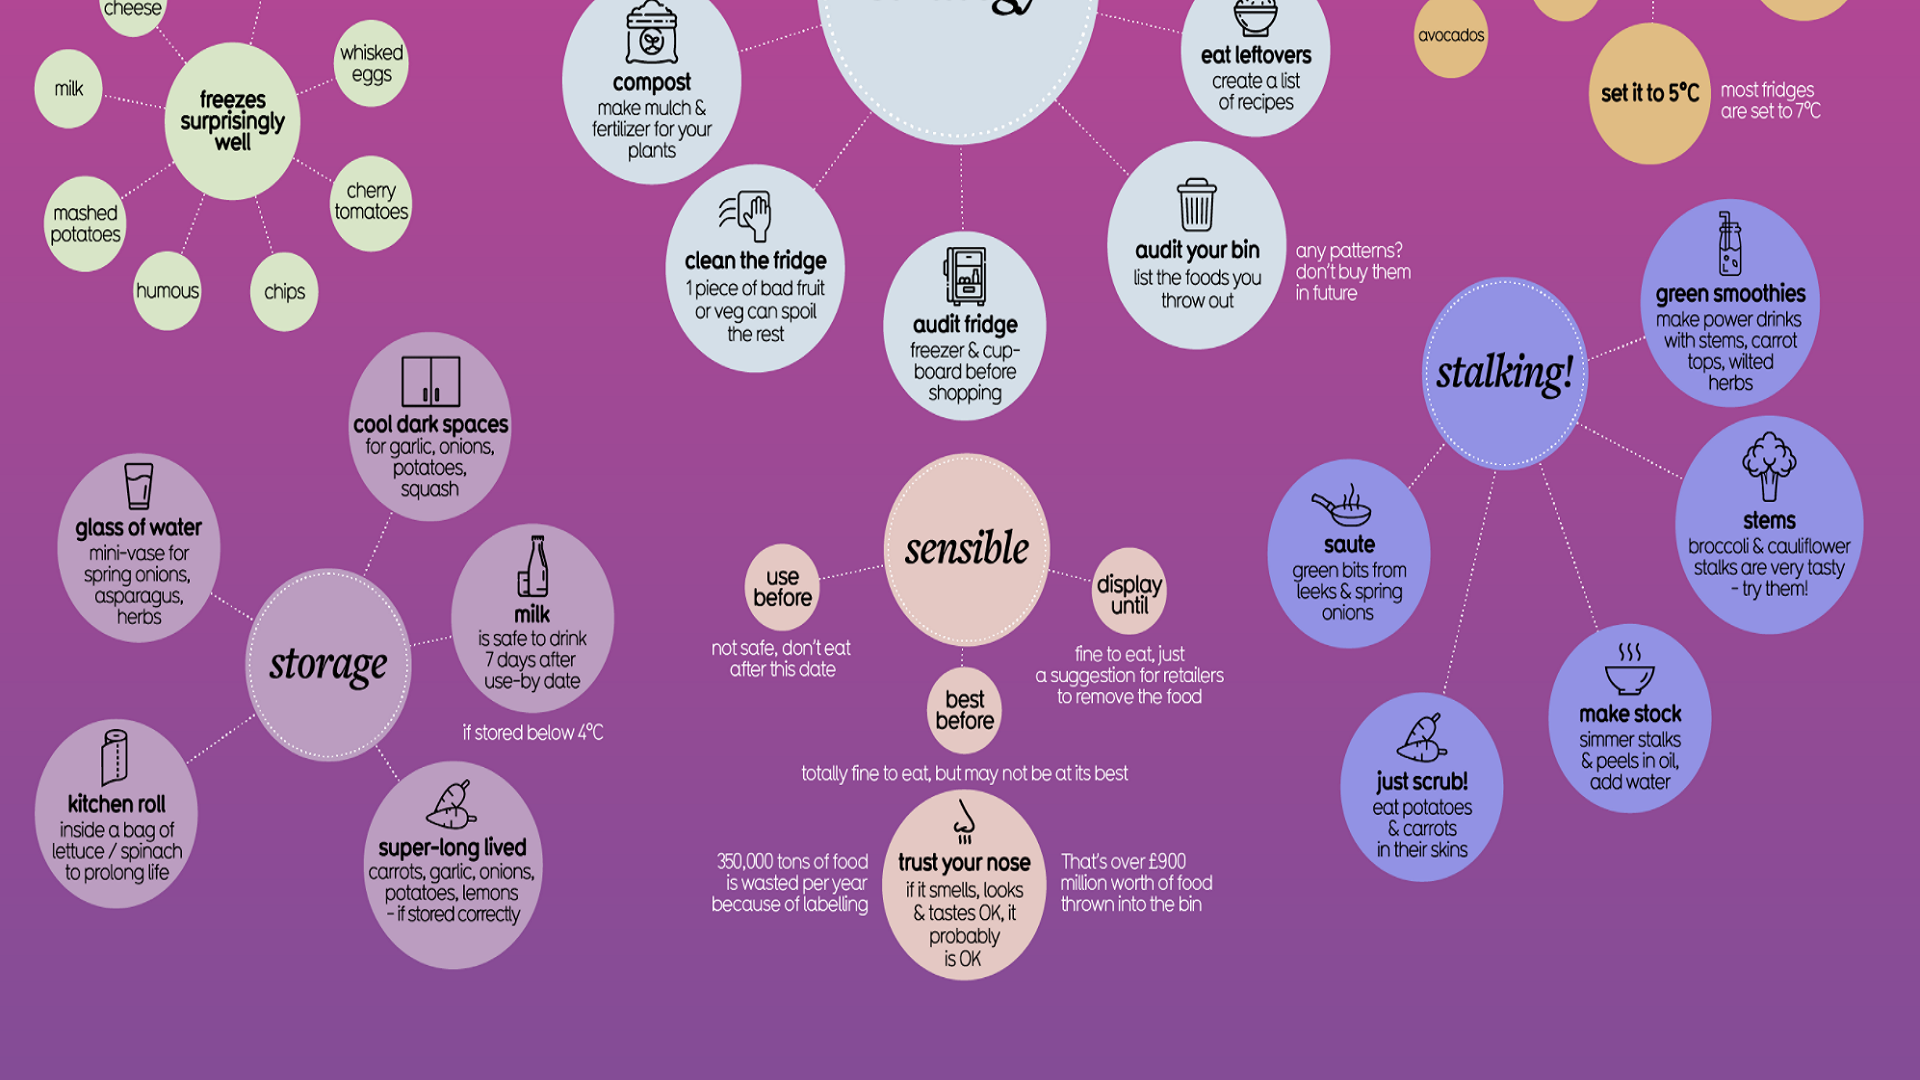 cheese
milk
whisked
eggs
freezes
surprisingly
well
mashed
potatoes
cherry
tomatoes
humous
chips
compost
make mulch &
fertilizer for your
plants
eat leftovers
create a list
of recipes
clean the fridge
1 piece of bad fruit
or veg can spoil
the rest
audit fridge
freezer & cup-
board before
shopping
audit your bin
list the foods you
throw out
any patterns?
don't buy them
in future
avocados
set it to 5°C
most fridges
are set to 7°C
stalking!
green smoothies
make power drinks
with stems, carrot
tops, wilted
herbs
stems
broccoli & cauliflower
stalks are very tasty
- try them!
saute
green bits from
leeks & spring
onions
make stock
simmer stalks
& peels in oil,
add water
just scrub!
eat potatoes
& carrots
in their skins
cool dark spaces
for garlic, onions,
potatoes,
squash
glass of water
mini-vase for
spring onions,
asparagus,
herbs
milk
is safe to drink
7 days after
use-by date
if stored below 4°C
storage
kitchen roll
inside a bag of
lettuce / spinach
to prolong life
super-long lived
carrots, garlic, onions,
potatoes, lemons
- if stored correctly
sensible
use
before
not safe, don't eat
after this date
display
until
fine to eat, just
a suggestion for retailers
to remove the food
best
before
totally fine to eat, but may not be at its best
350,000 tons of food
is wasted per year
because of labelling
trust your nose
if it smells, looks
& tastes OK, it
probably
is OK
That's over £900
million worth of food
thrown into the bin